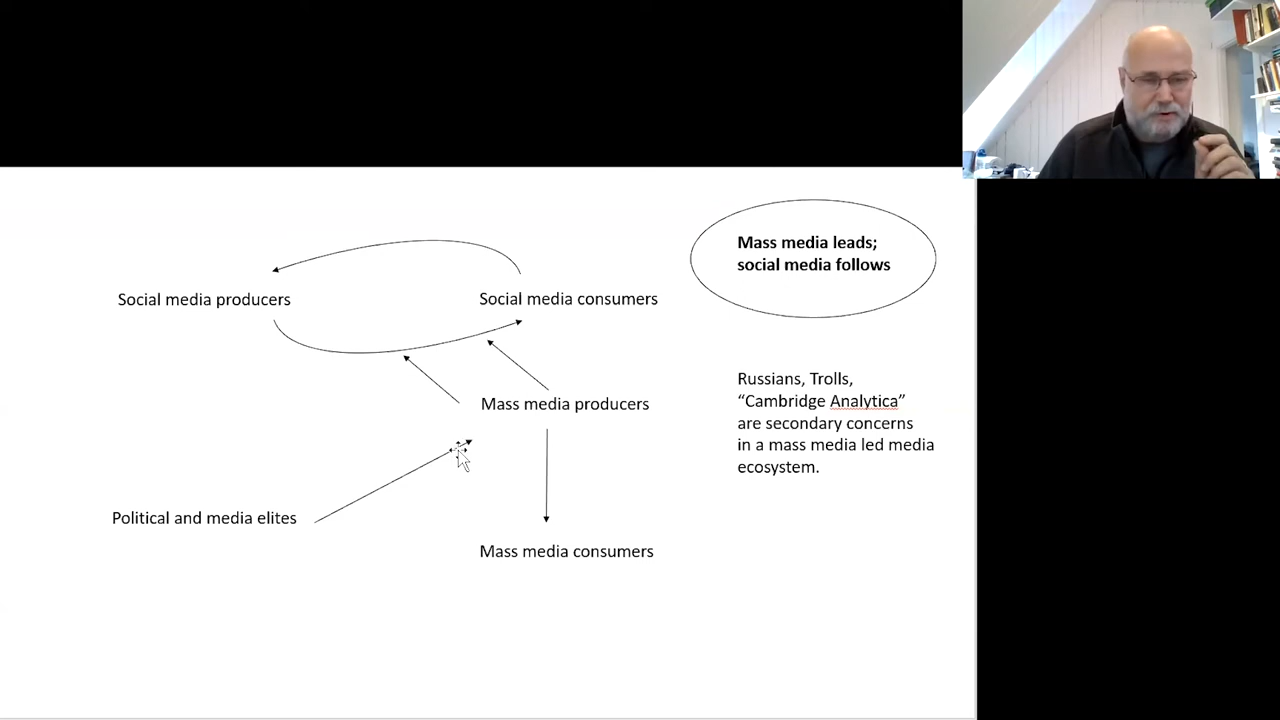 Mass media leads;
social media follows
Social media producers
Social media consumers
Russians, Trolls,
“Cambridge Analytica”
are secondary concerns
in a mass media led media
ecosystem.
Mass media producers
Political and media elites
Mass media consumers